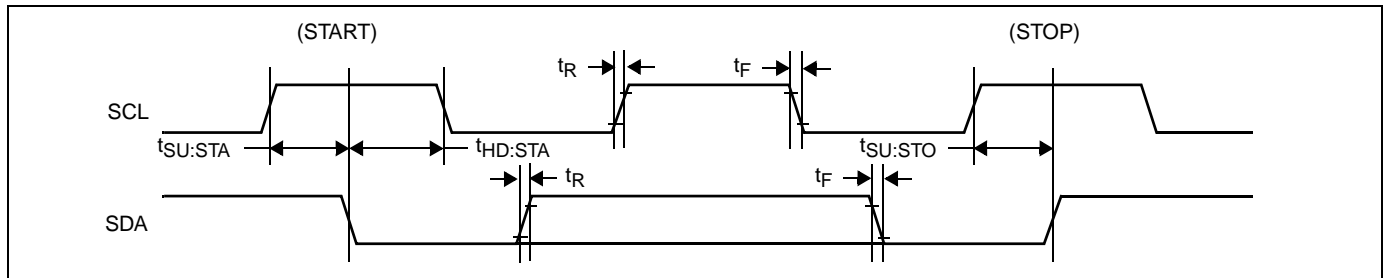 (START) (STOP)
tR tF
SCL
tSU:STA tHD:STA tSU:STO
tR tF
SDA